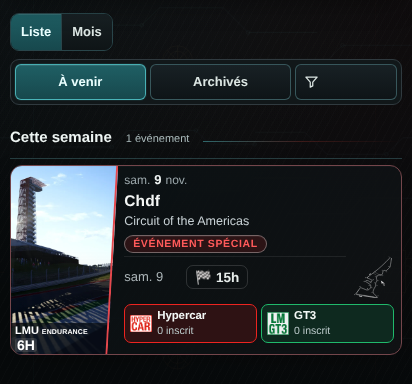 Liste Mois
À venir Archivés
Cette semaine 1 événement
sam. 9 nov.
Chdf
Circuit of the Americas
ÉVÉNEMENT SPÉCIAL
sam. 9 15h
LMU ENDURANCE
6H
HYPER CAR Hypercar
0 inscrit
LM GT3 GT3
0 inscrit